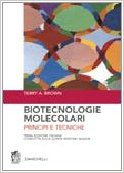 TERRY A. BROWN
BIOTECNOLOGIE
MOLECOLARI
PRINCIPI E TECNICHE
ZANICHELLI